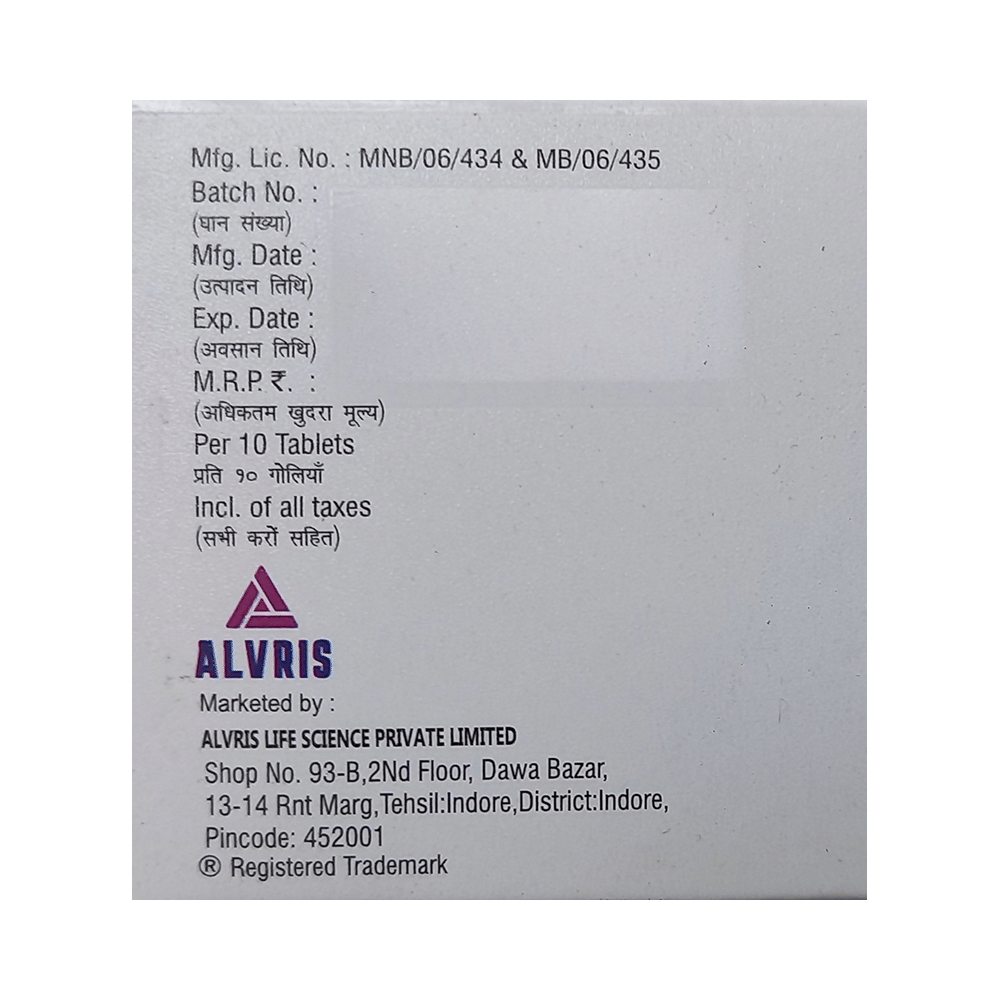 Mfg. Lic. No. : MNB/06/434 & MB/06/435
Batch No. :
(घान संख्या)
Mfg. Date :
(उत्पादन तिथि)
Exp. Date :
(अवसान तिथि)
M.R.P. ₹. :
(अधिकतम खुदरा मूल्य)
Per 10 Tablets
प्रति १० गोलियाँ
Incl. of all taxes
(सभी करों सहित)
ALVRIS
Marketed by :
ALVRIS LIFE SCIENCE PRIVATE LIMITED
Shop No. 93-B,2Nd Floor, Dawa Bazar,
13-14 Rnt Marg,Tehsil:Indore,District:Indore,
Pincode: 452001
® Registered Trademark